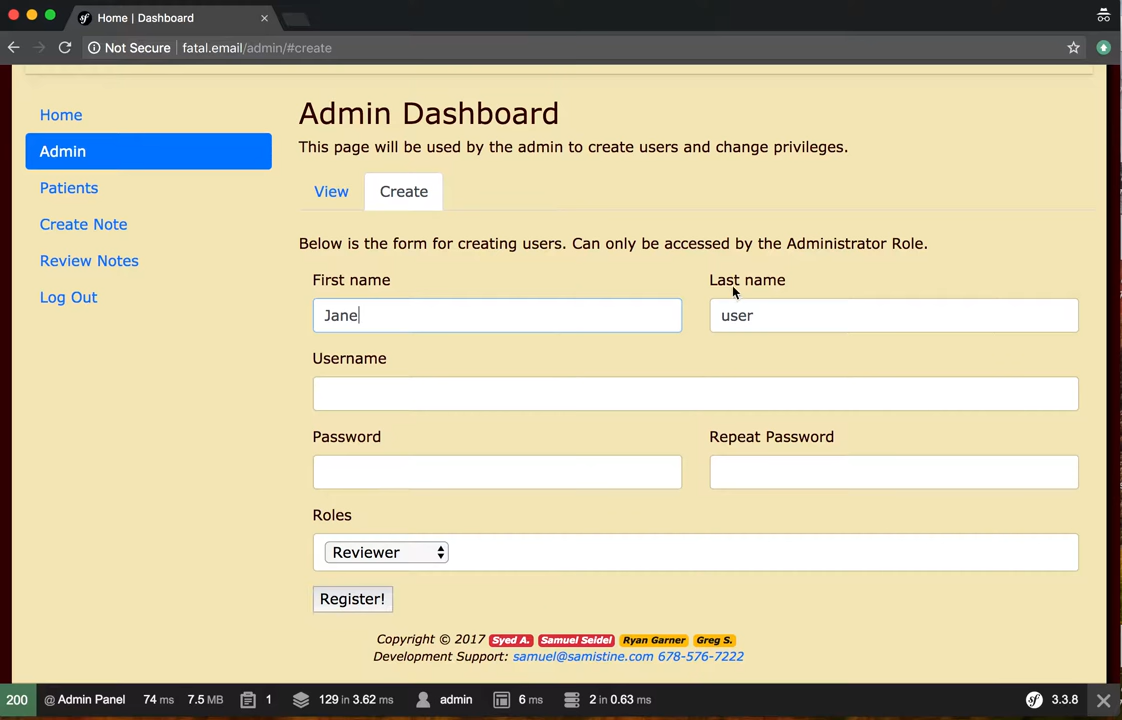 Home | Dashboard
Not Secure fatal.email/admin/#create
Home
Admin
Patients
Create Note
Review Notes
Log Out
Admin Dashboard
This page will be used by the admin to create users and change privileges.
View Create
Below is the form for creating users. Can only be accessed by the Administrator Role.
First name Last name
Jane user
Username
Password Repeat Password
Roles
Reviewer
Register!
Copyright © 2017 Syed A. Samuel Seidel Ryan Garner Greg S.
Development Support: samuel@samistine.com 678-576-7222
200 @ Admin Panel 74 ms 7.5 MB 1 129 in 3.62 ms admin 6 ms 2 in 0.63 ms sf 3.3.8